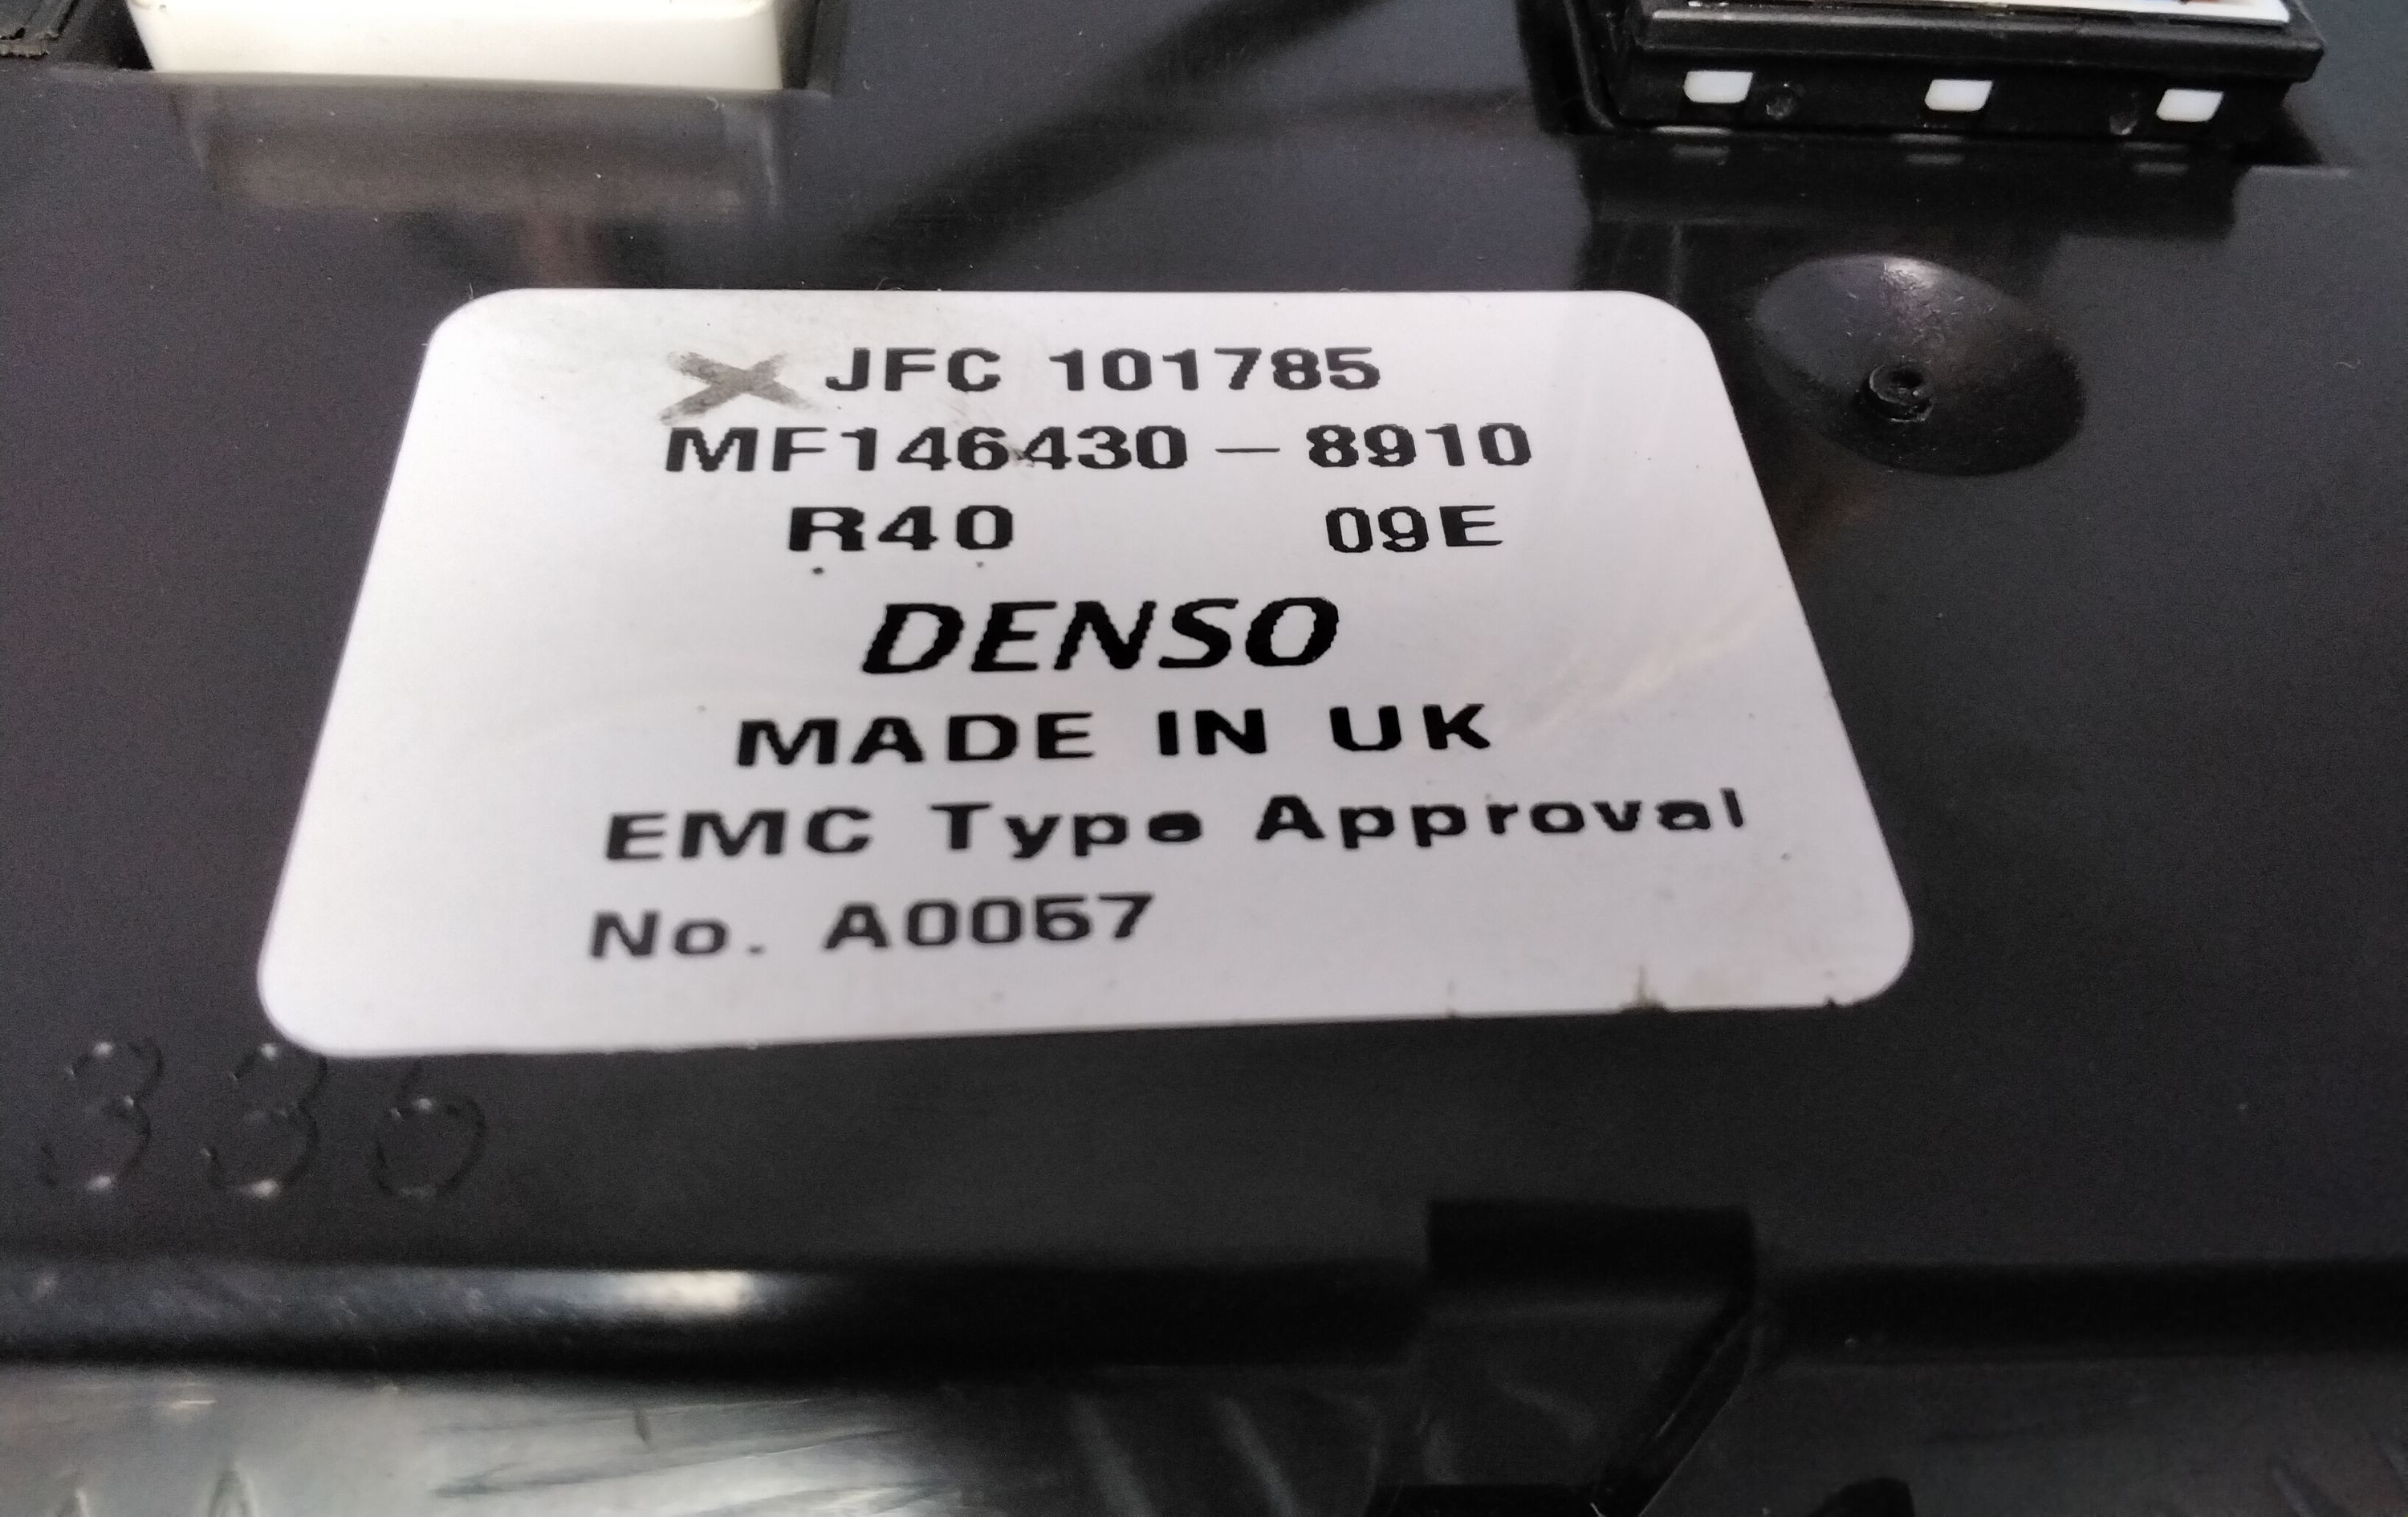 JFC 101785
MF146430-8910
R40 09E
DENSO
MADE IN UK
EMC Type Approval
No. A0057
336